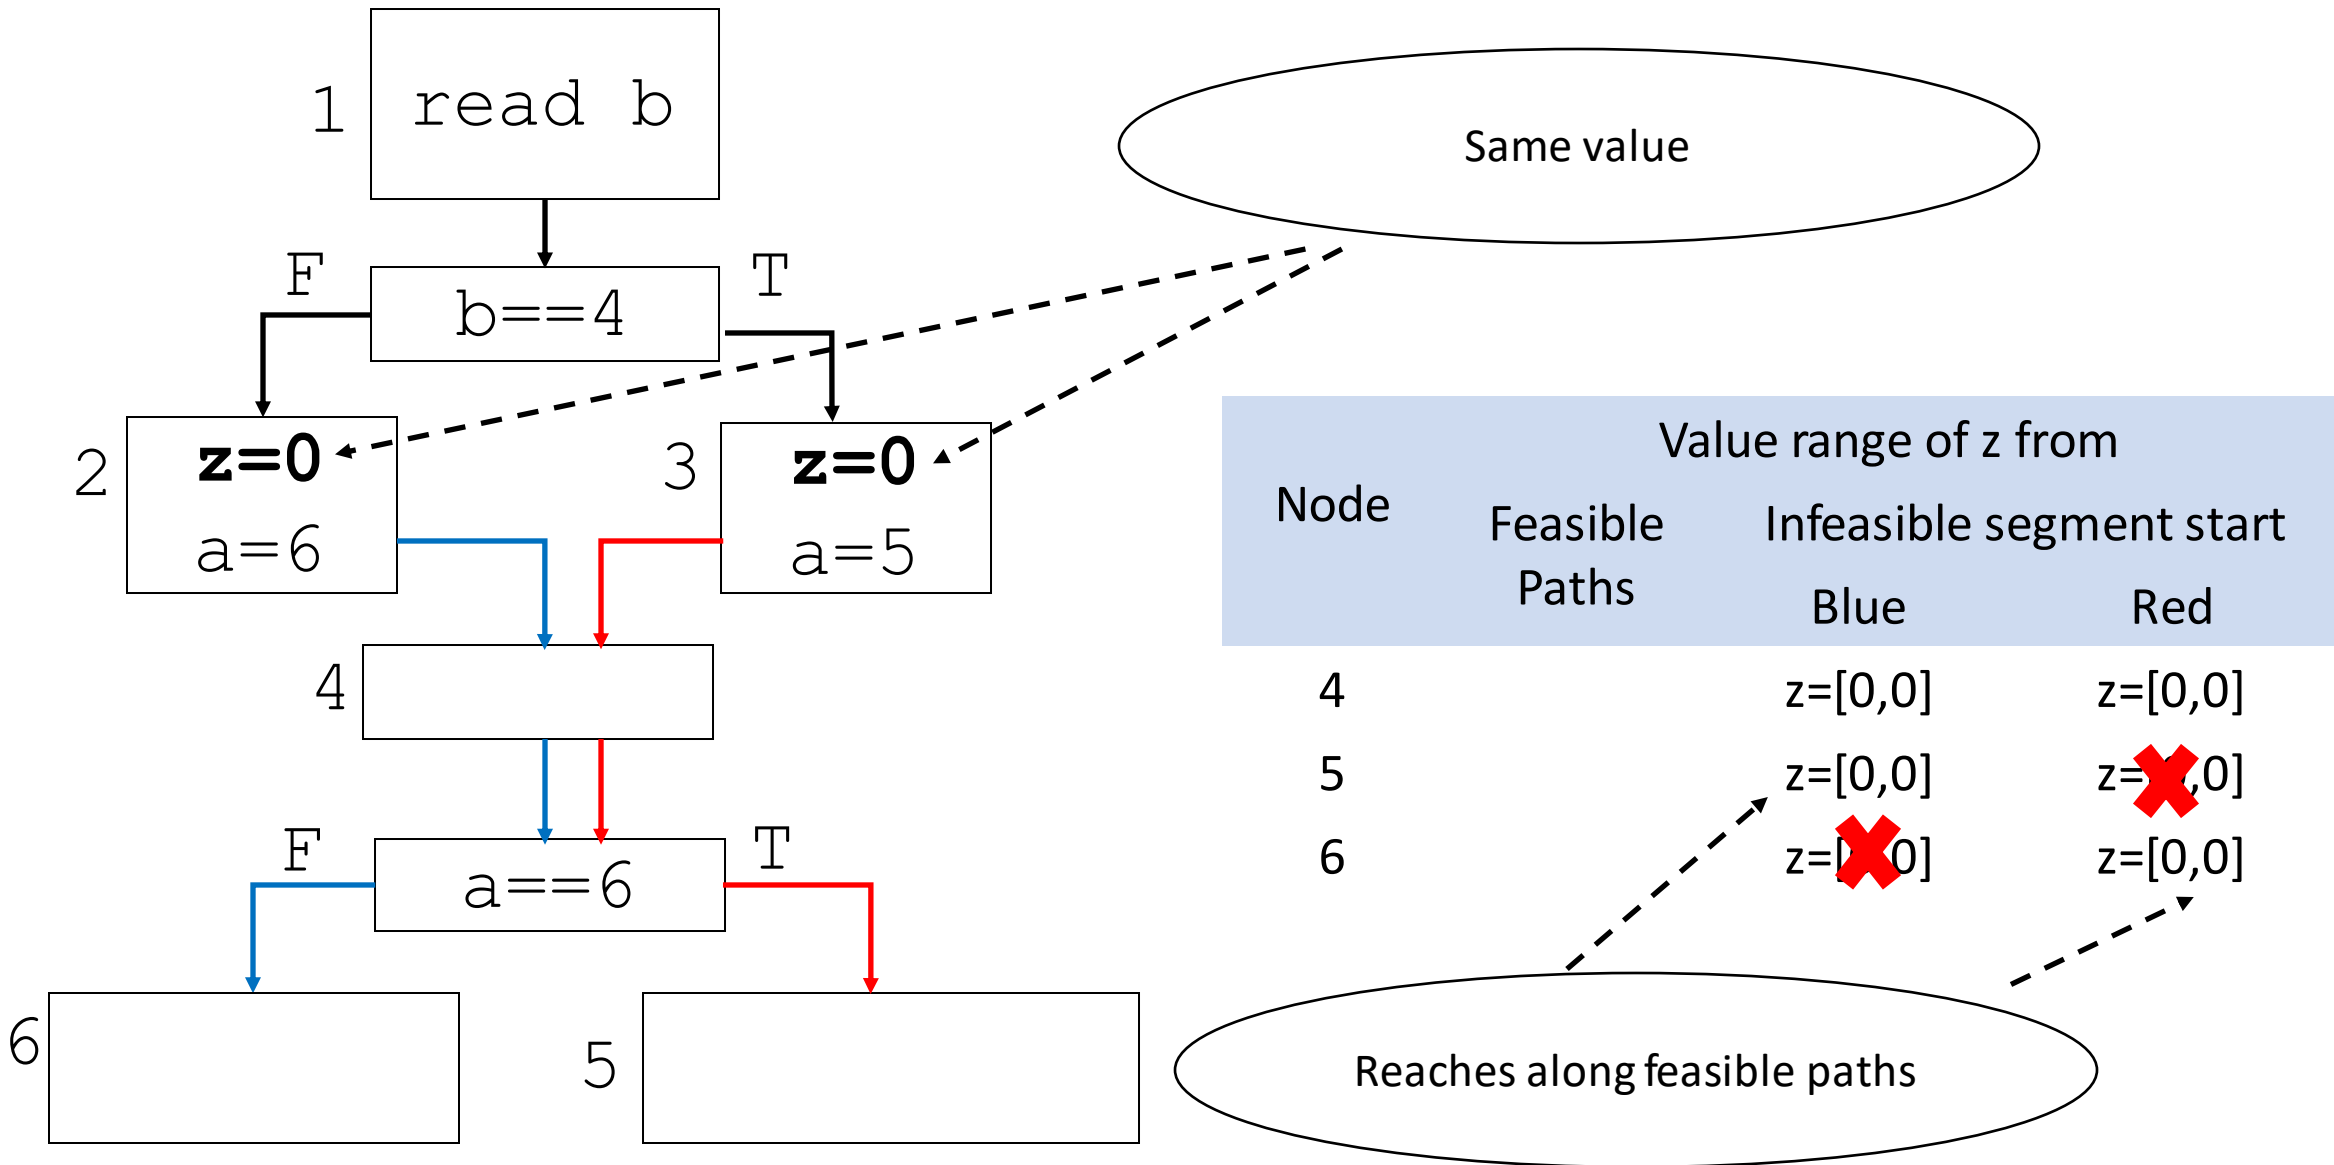 1
read b
Same value
F
T
b==4
2
z=0
a=6
3
z=0
a=5
Value range of z from
Node
Feasible
Paths
Infeasible segment start
Blue
Red
4
4
z=[0,0]
z=[0,0]
5
z=[0,0]
z=[0,0]
6
z=[0,0]
z=[0,0]
F
T
a==6
6
5
Reaches along feasible paths